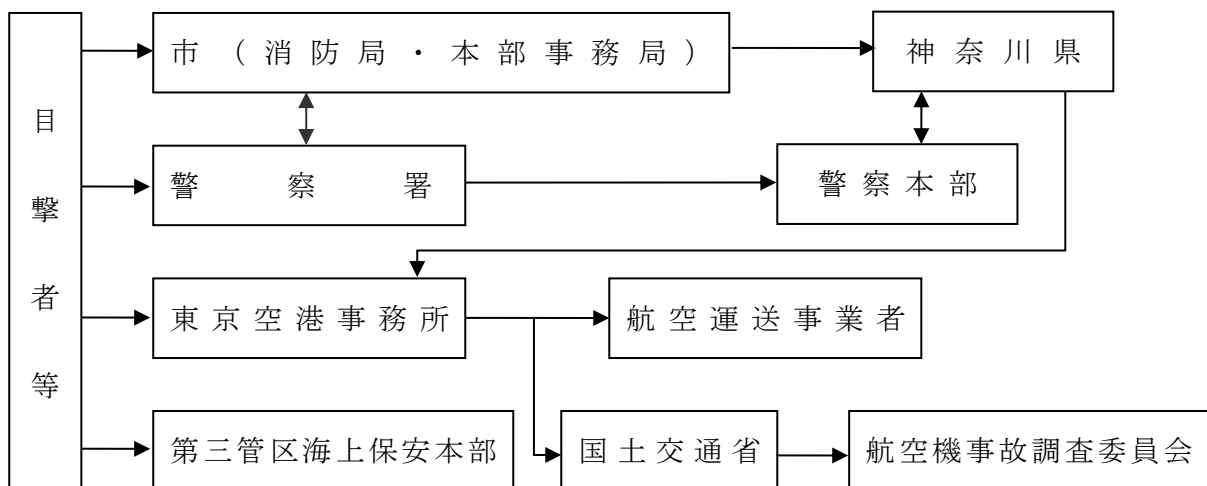 目撃者等
市（消防局・本部事務局）
神奈川県
警察署
警察本部
東京空港事務所
航空運送事業者
第三管区海上保安本部
国土交通省
航空機事故調査委員会